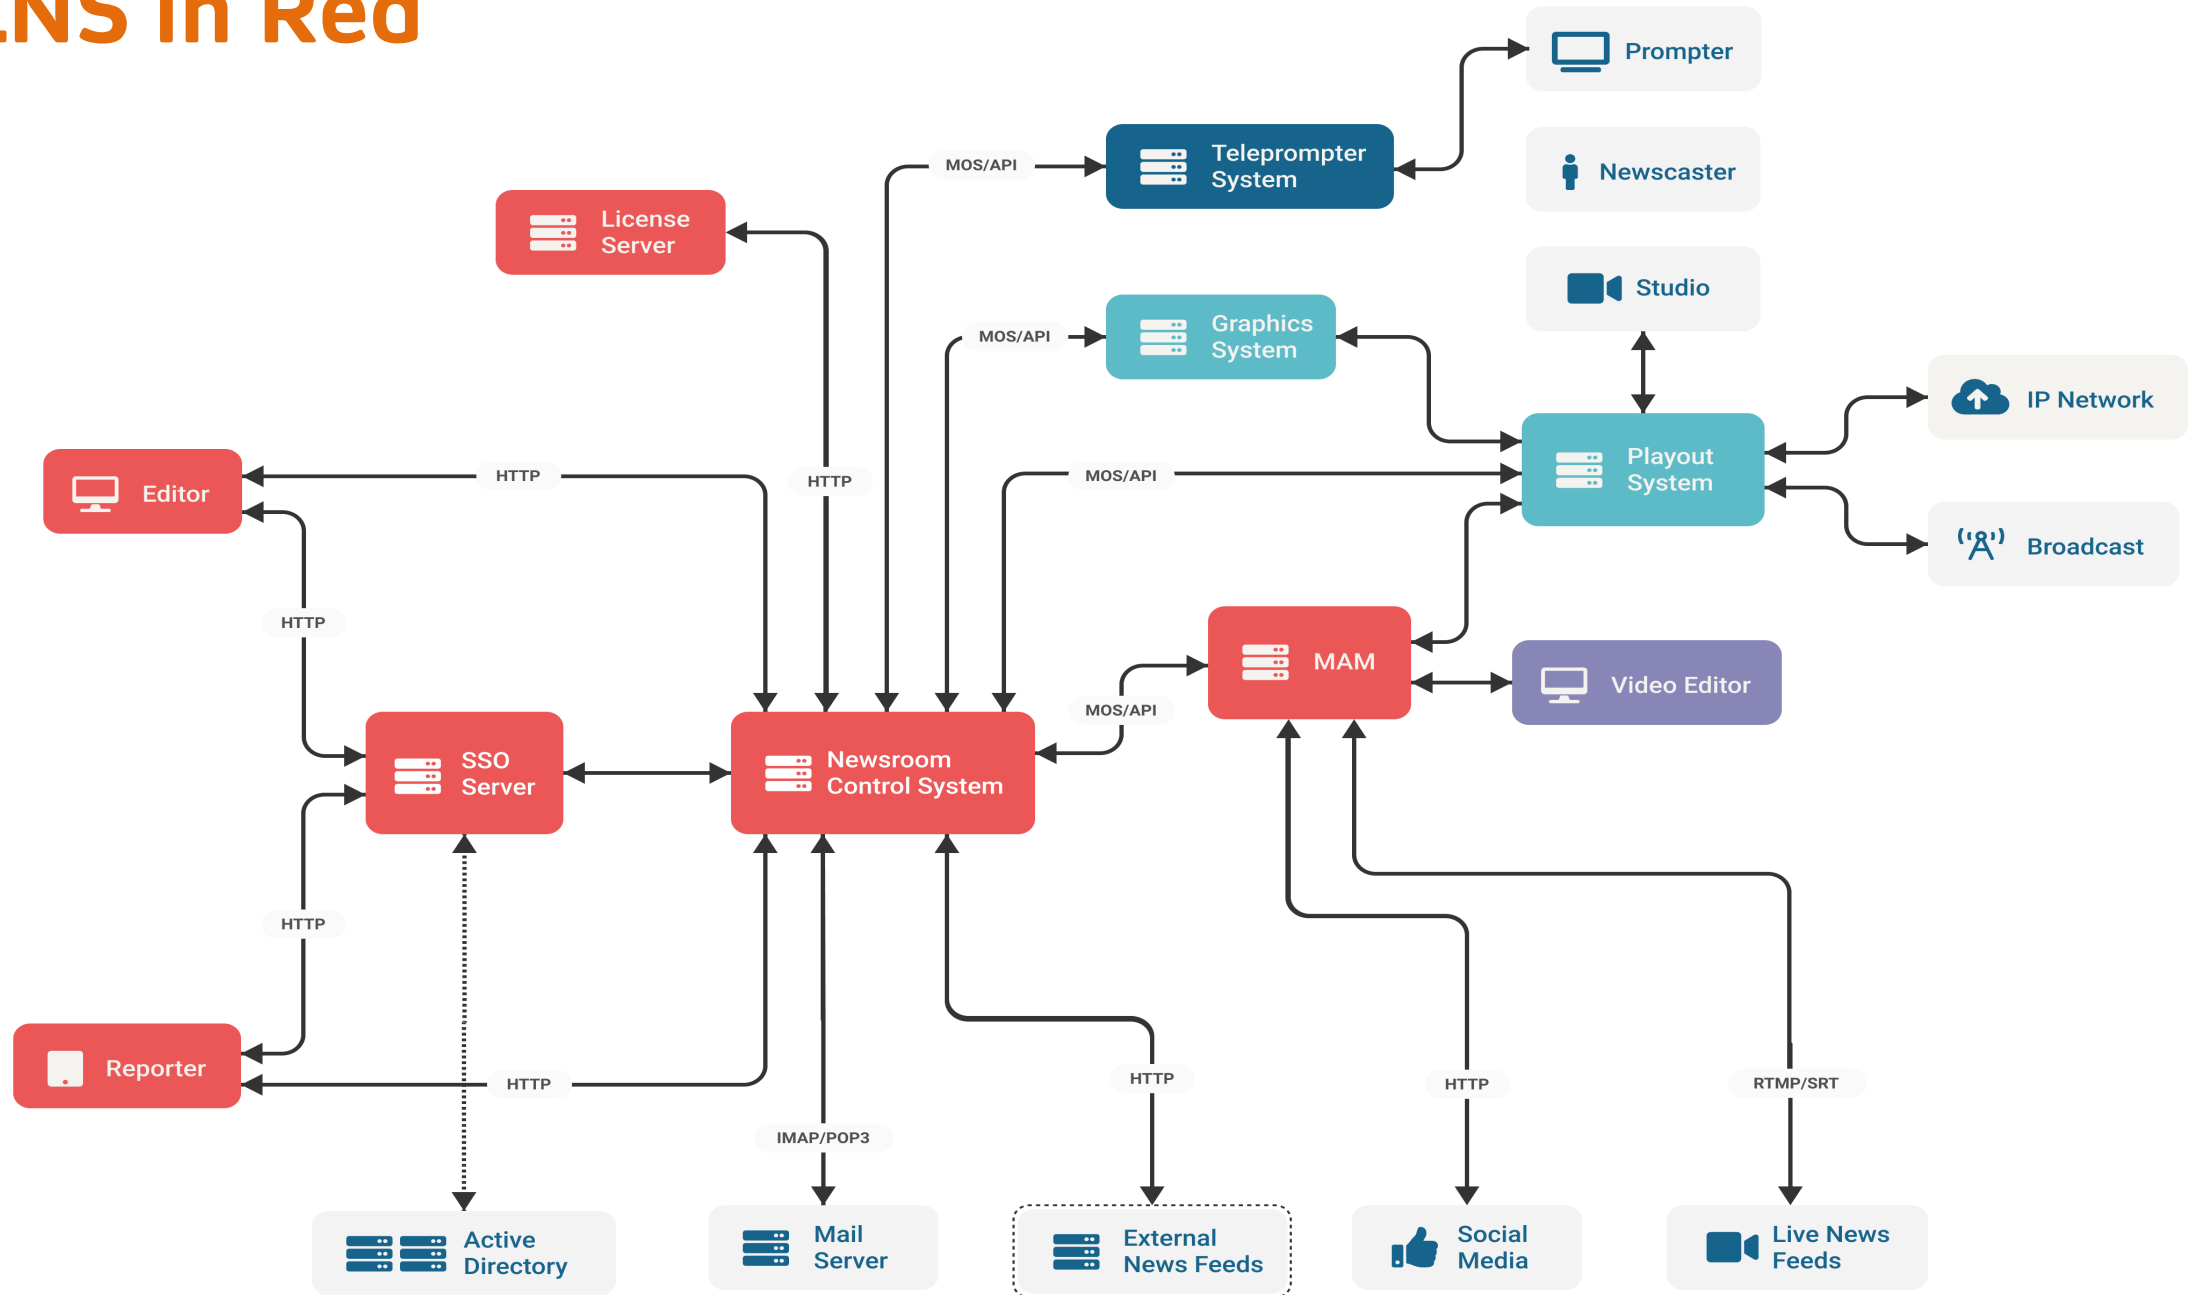 NS in Red
Prompter
Teleprompter
System
MOS/API
Newscaster
License
Server
Studio
Graphics
System
MOS/API
IP Network
Playout
System
Editor
HTTP
HTTP
MOS/API
Broadcast
HTTP
MAM
Video Editor
MOS/API
SSO
Server
Newsroom
Control System
HTTP
Reporter
HTTP
HTTP
HTTP
RTMP/SRT
IMAP/POP3
Active
Directory
Mail
Server
External
News Feeds
Social
Media
Live News
Feeds